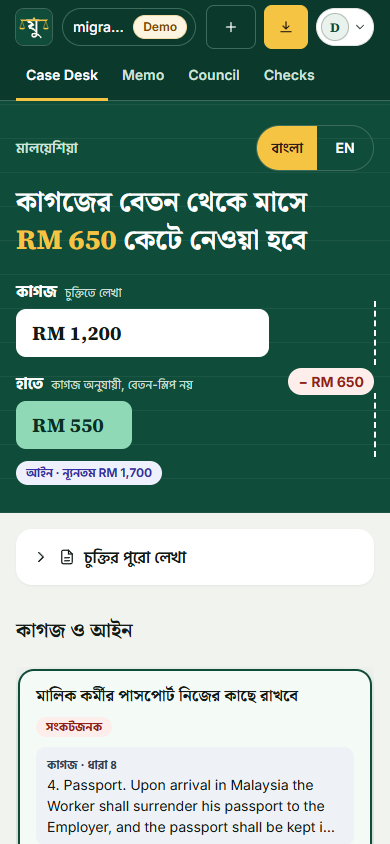 যু
migra... Demo
D
Case Desk Memo Council Checks
মালয়েশিয়া
বাংলা EN
কাগজের বেতন থেকে মাসে
RM 650 কেটে নেওয়া হবে
কাগজ চুক্তিতে লেখা
RM 1,200
− RM 650
হাতে কাগজ অনুযায়ী, বেতন-স্লিপ নয়
RM 550
আইন · ন্যূনতম RM 1,700
চুক্তির পুরো লেখা
কাগজ ও আইন
মালিক কর্মীর পাসপোর্ট নিজের কাছে রাখবে
সংকটজনক
কাগজ · ধারা ৪
4. Passport. Upon arrival in Malaysia the
Worker shall surrender his passport to the
Employer, and the passport shall be kept i...